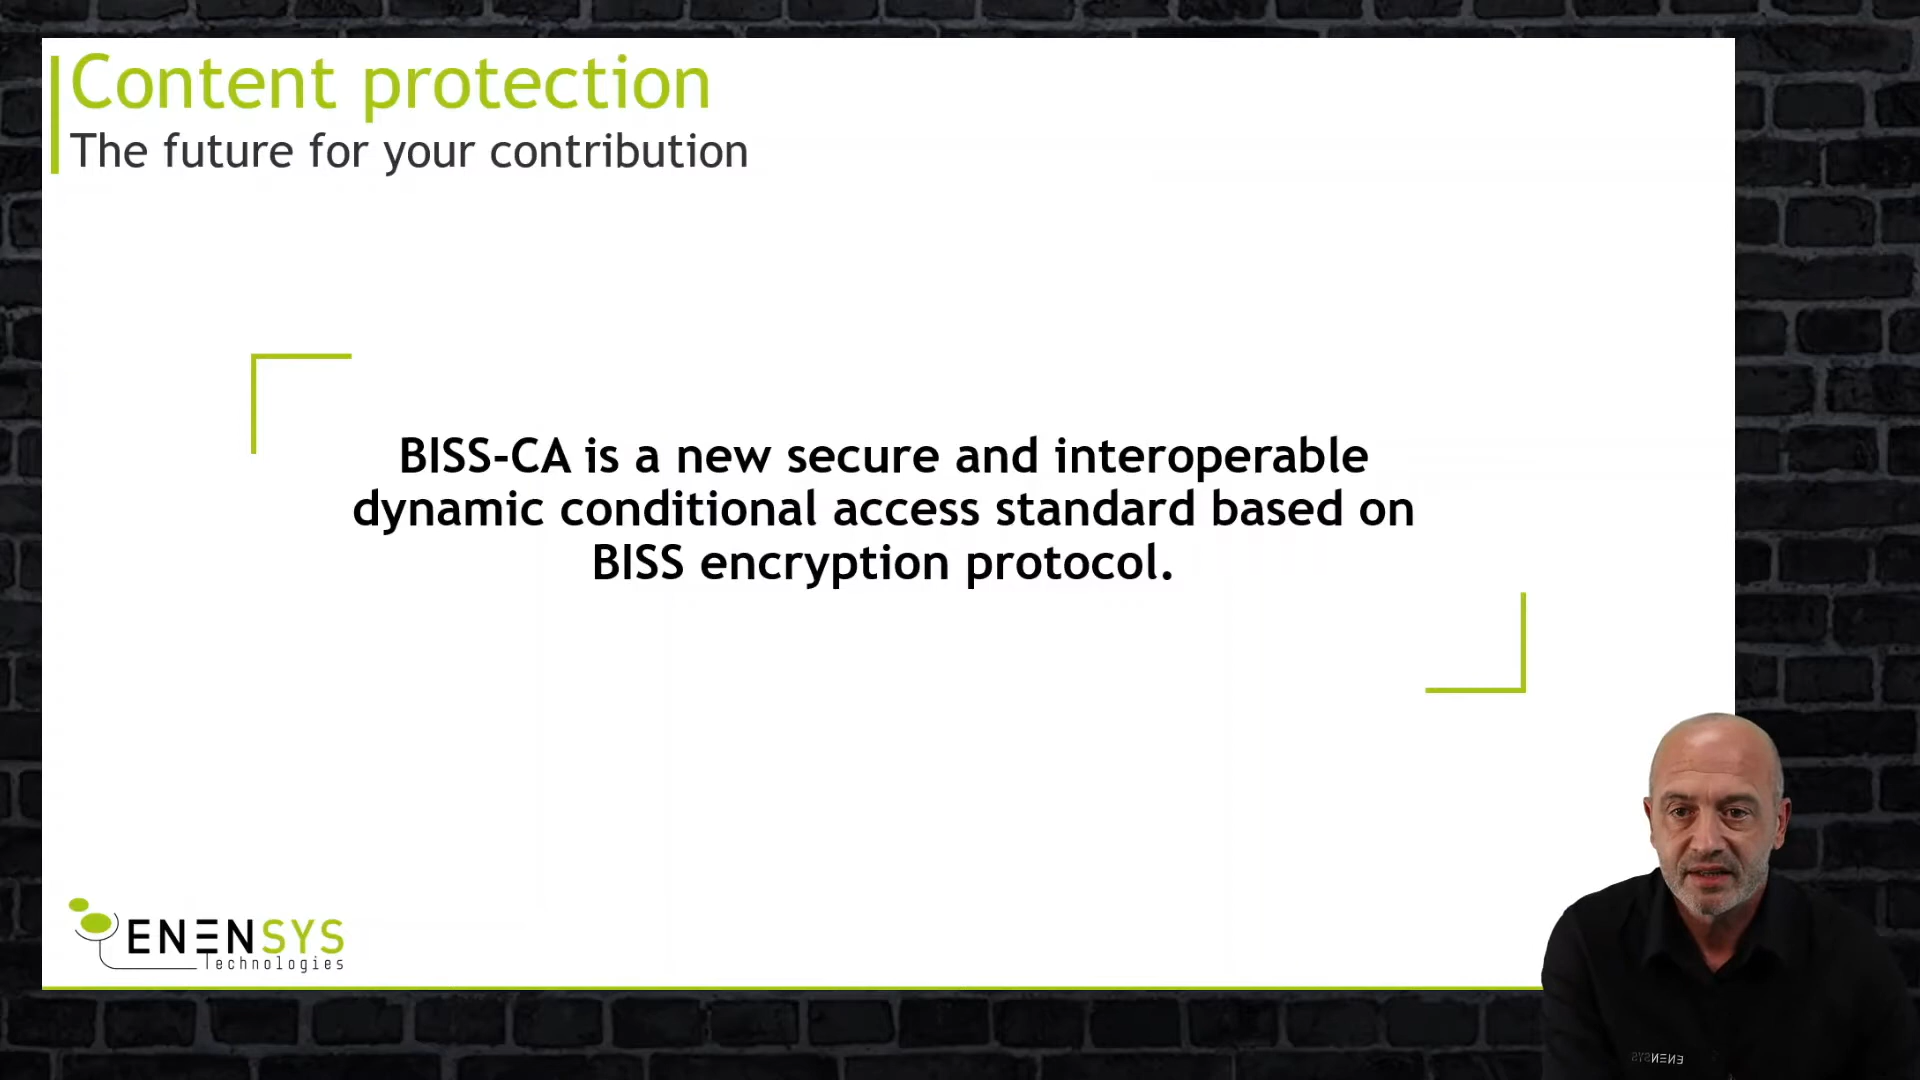 Content protection
The future for your contribution
BISS-CA is a new secure and interoperable
dynamic conditional access standard based on
BISS encryption protocol.
ENENSYS
Technologies
ENENSYS